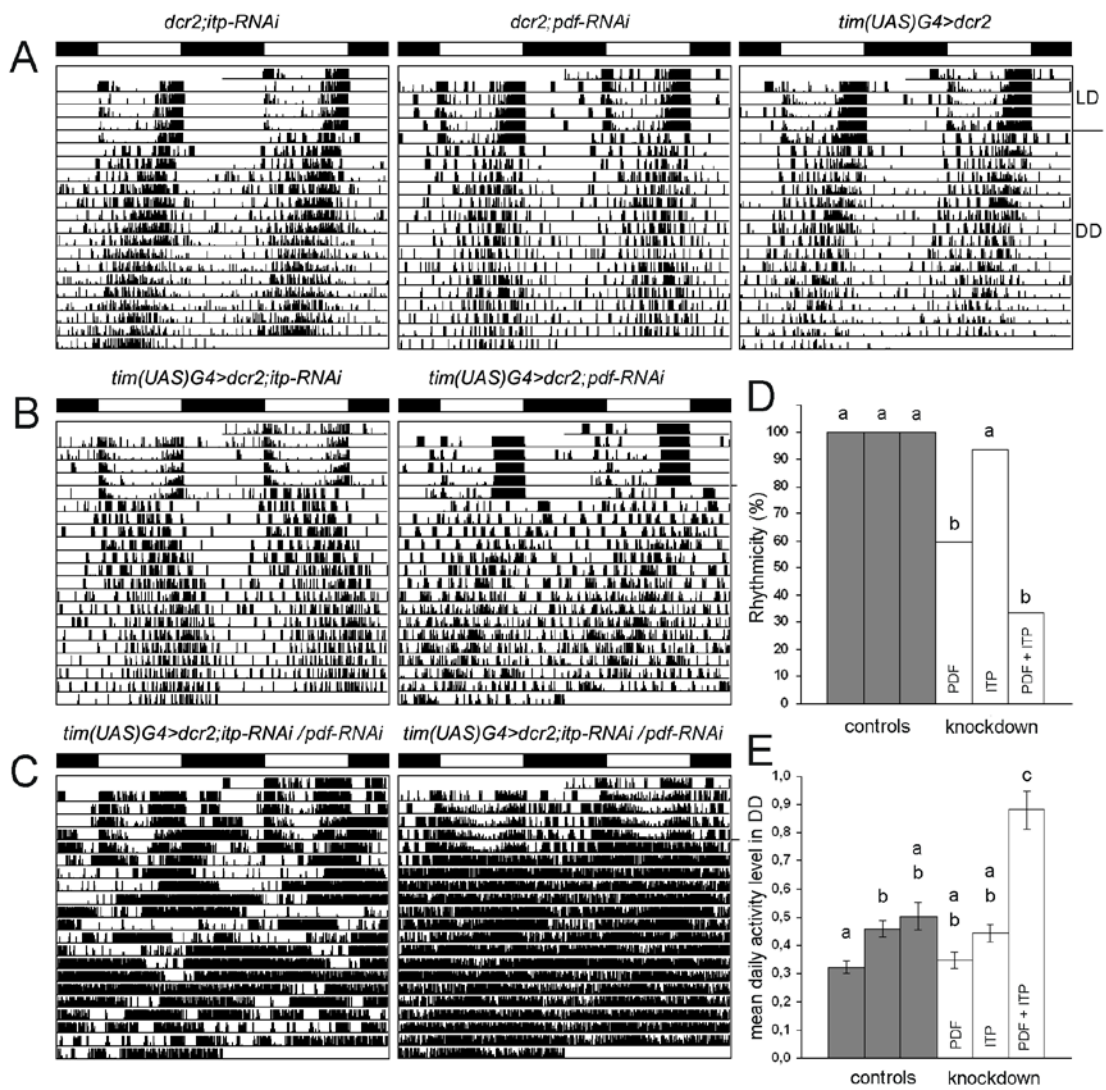 dcr2;itp-RNAi
dcr2;pdf-RNAi
tim(UAS)G4>dcr2
A
LD
DD
tim(UAS)G4>dcr2;itp-RNAi
tim(UAS)G4>dcr2;pdf-RNAi
B
D
a a a
a
b
b
100
90
80
70
60
50
40
30
20
10
0
Rhythmicity (%)
PDF
ITP
PDF + ITP
controls
knockdown
tim(UAS)G4>dcr2;itp-RNAi /pdf-RNAi
tim(UAS)G4>dcr2;itp-RNAi /pdf-RNAi
C
E
1,0
0,9
0,8
0,7
0,6
0,5
0,4
0,3
0,2
0,1
0,0
mean daily activity level in DD
a
b
a
b
a
b
a
b
c
PDF
ITP
PDF + ITP
controls
knockdown